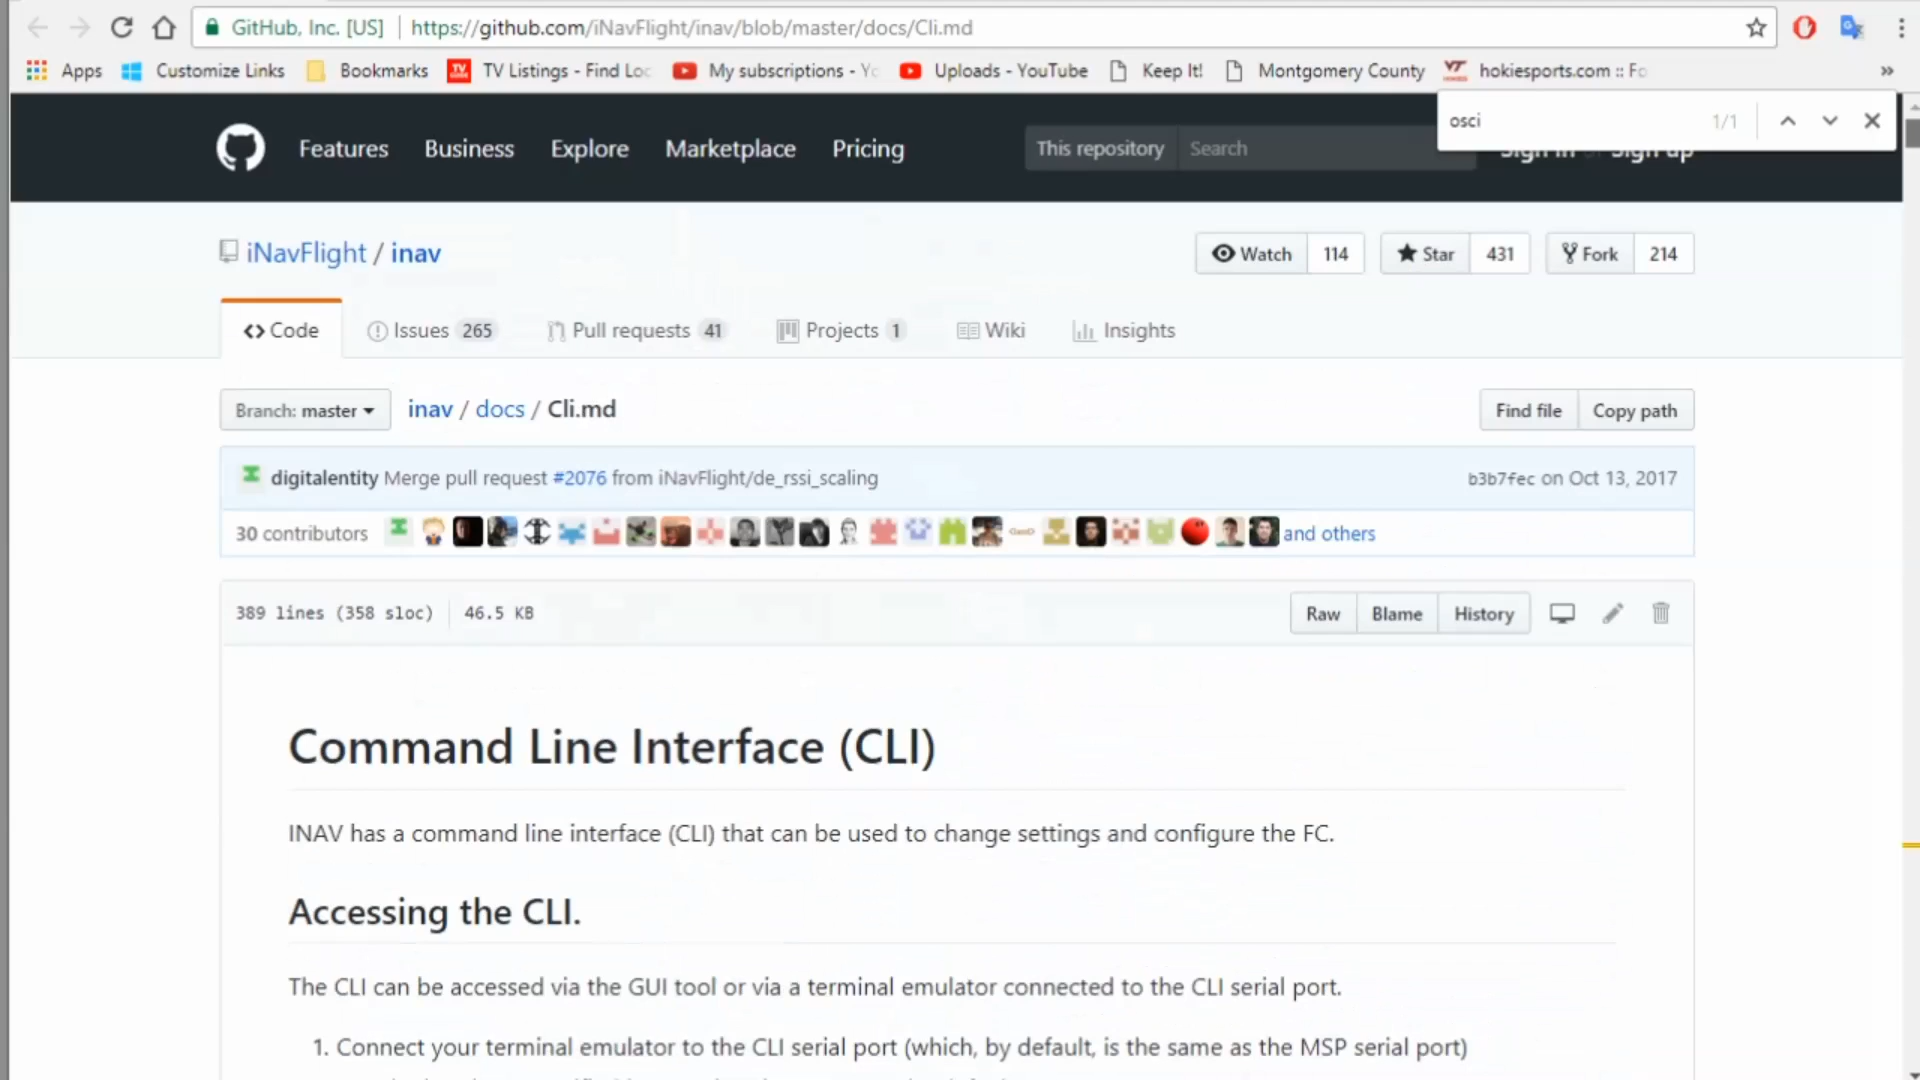 GitHub, Inc. [US] https://github.com/iNavFlight/inav/blob/master/docs/Cli.md
Apps Customize Links Bookmarks TV Listings - Find Loc My subscriptions - Yo Uploads - YouTube Keep It! Montgomery County hokiesports.com :: Fo »
osci 1/1
Features Business Explore Marketplace Pricing This repository Search Sign in or Sign up
iNavFlight / inav Watch 114 Star 431 Fork 214
Code Issues 265 Pull requests 41 Projects 1 Wiki Insights
Branch: master inav / docs / Cli.md Find file Copy path
digitalentity Merge pull request #2076 from iNavFlight/de_rssi_scaling b3b7fec on Oct 13, 2017
30 contributors and others
389 lines (358 sloc) 46.5 KB Raw Blame History
Command Line Interface (CLI)
INAV has a command line interface (CLI) that can be used to change settings and configure the FC.
Accessing the CLI.
The CLI can be accessed via the GUI tool or via a terminal emulator connected to the CLI serial port.
1. Connect your terminal emulator to the CLI serial port (which, by default, is the same as the MSP serial port)